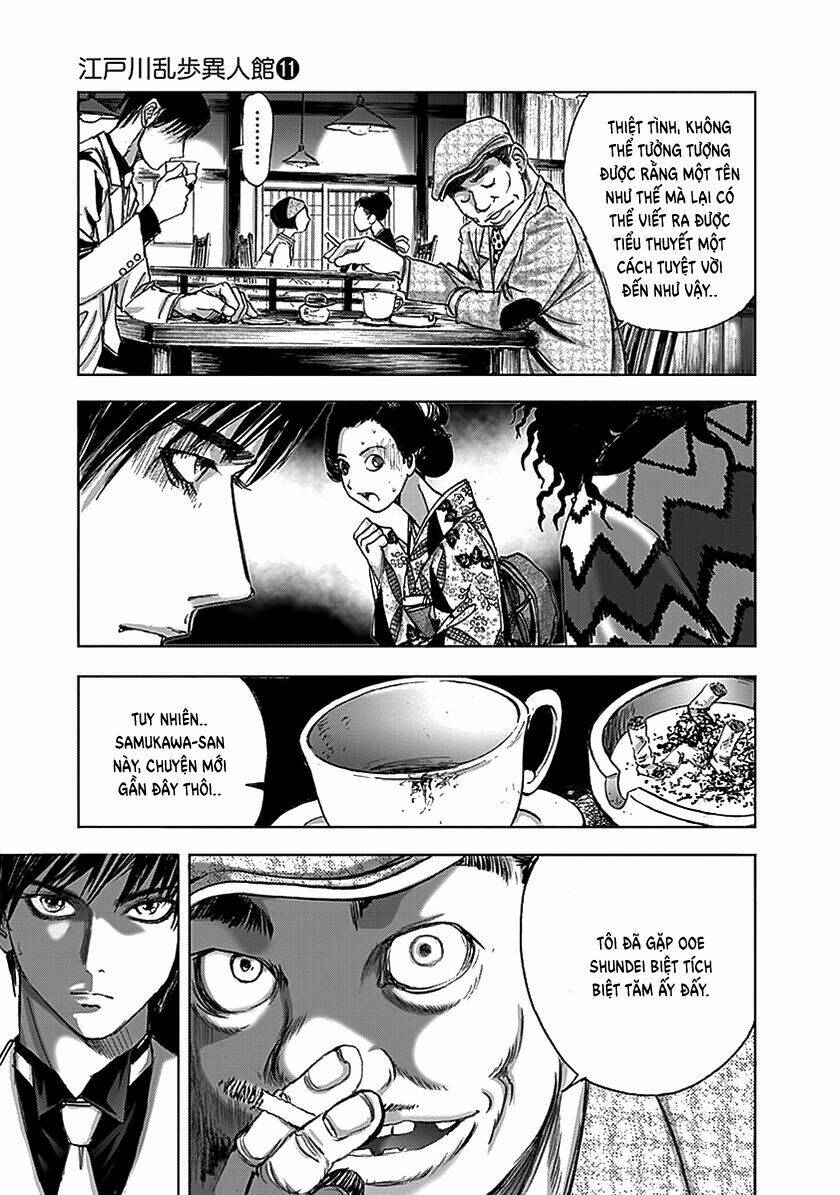 江戸川乱歩異人館⓫
THIỆT TÌNH, KHÔNG
THỂ TƯỞNG TƯỢNG
ĐƯỢC RẰNG MỘT TÊN
NHƯ THẾ MÀ LẠI CÓ
THỂ VIẾT RA ĐƯỢC
TIỂU THUYẾT MỘT
CÁCH TUYỆT VỜI
ĐẾN NHƯ VẬY..
………
TUY NHIÊN..
SAMUKAWA-SAN
NÀY, CHUYỆN MỚI
GẦN ĐÂY THÔI..
TÔI ĐÃ GẶP OOE
SHUNDEI BIỆT TÍCH
BIỆT TĂM ẤY ĐẤY.